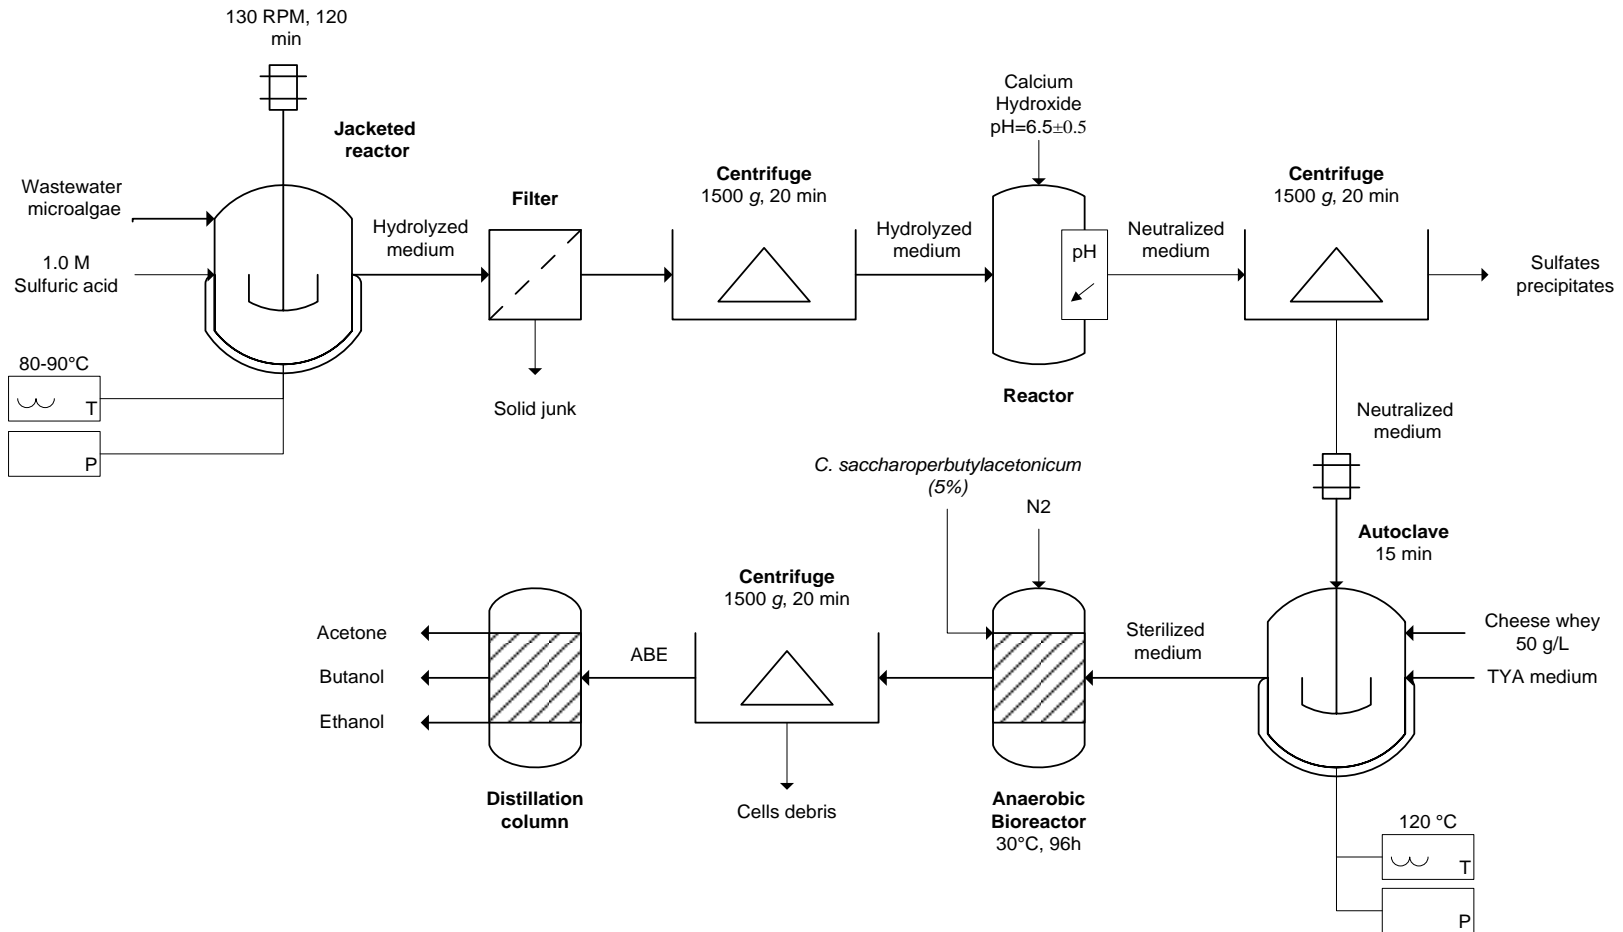 130 RPM, 120
min
Jacketed
reactor
Wastewater
microalgae
1.0 M
Sulfuric acid
80-90°C
T
P
Hydrolyzed
medium
Filter
Solid junk
Centrifuge
1500 g, 20 min
Hydrolyzed
medium
Calcium
Hydroxide
pH=6.5±0.5
pH
Reactor
Neutralized
medium
Centrifuge
1500 g, 20 min
Sulfates
precipitates
Neutralized
medium
Autoclave
15 min
Cheese whey
50 g/L
TYA medium
120 °C
T
P
Sterilized
medium
C. saccharoperbutylacetonicum
(5%)
N2
Anaerobic
Bioreactor
30°C, 96h
Centrifuge
1500 g, 20 min
Cells debris
ABE
Distillation
column
Acetone
Butanol
Ethanol